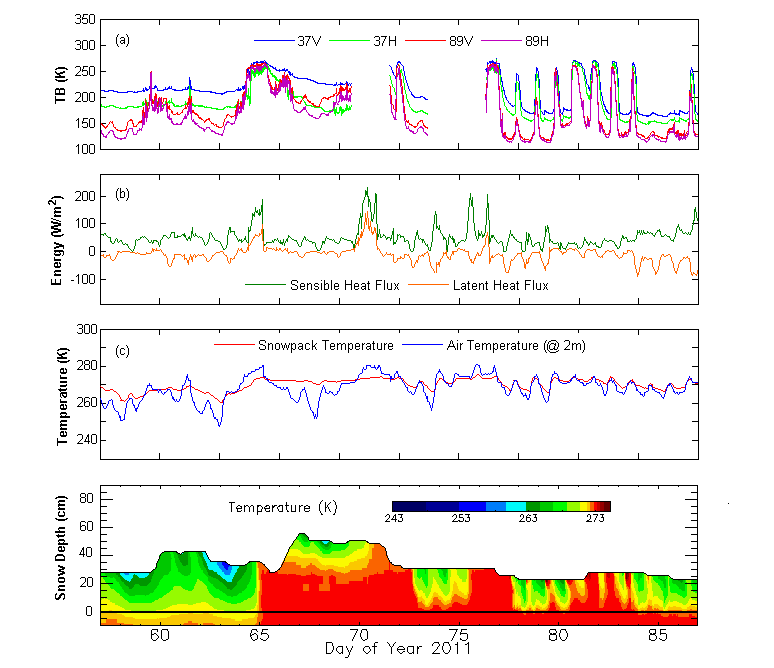 350
(a)
37V 37H 89V 89H
300
250
TB (K)
200
150
100
(b)
200
100
Energy (W/m²)
0
-100
Sensible Heat Flux Latent Heat Flux
300
(c)
Snowpack Temperature Air Temperature (@ 2m)
280
Temperature (K)
260
240
80
Temperature (K)
243 253 263 273
60
Snow Depth (cm)
40
20
0
60 65 70 75 80 85
Day of Year 2011